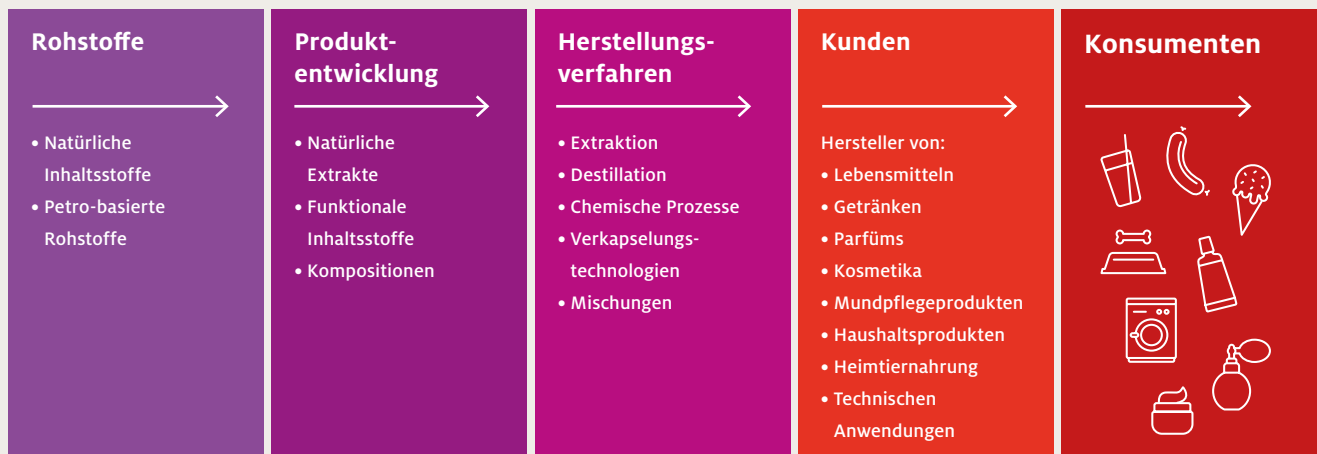 Rohstoffe
• Natürliche
Inhaltsstoffe
• Petro-basierte
Rohstoffe
Produkt-
entwicklung
• Natürliche
Extrakte
• Funktionale
Inhaltsstoffe
• Kompositionen
Herstellungs-
verfahren
• Extraktion
• Destillation
• Chemische Prozesse
• Verkapselungs-
technologien
• Mischungen
Kunden
Hersteller von:
• Lebensmitteln
• Getränken
• Parfüms
• Kosmetika
• Mundpflegeprodukten
• Haushaltsprodukten
• Heimtiernahrung
• Technischen
Anwendungen
Konsumenten